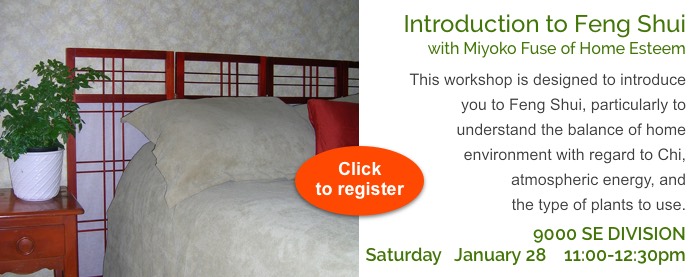 Introduction to Feng Shui
with Miyoko Fuse of Home Esteem
This workshop is designed to introduce
you to Feng Shui, particularly to
understand the balance of home
environment with regard to Chi,
atmospheric energy, and
the type of plants to use.
Click
to register
9000 SE DIVISION
Saturday January 28 11:00-12:30pm